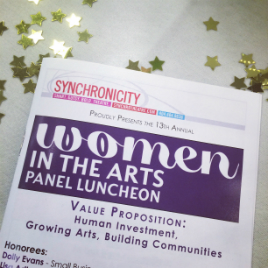 SYNCHRONICITY
PROUDLY PRESENTS THE 13TH ANNUAL
women
IN THE ARTS
PANEL LUNCHEON
VALUE PROPOSITION:
Human Investment,
Growing Arts, Building Communities
Honorees:
Dolly Evans - Small Busi